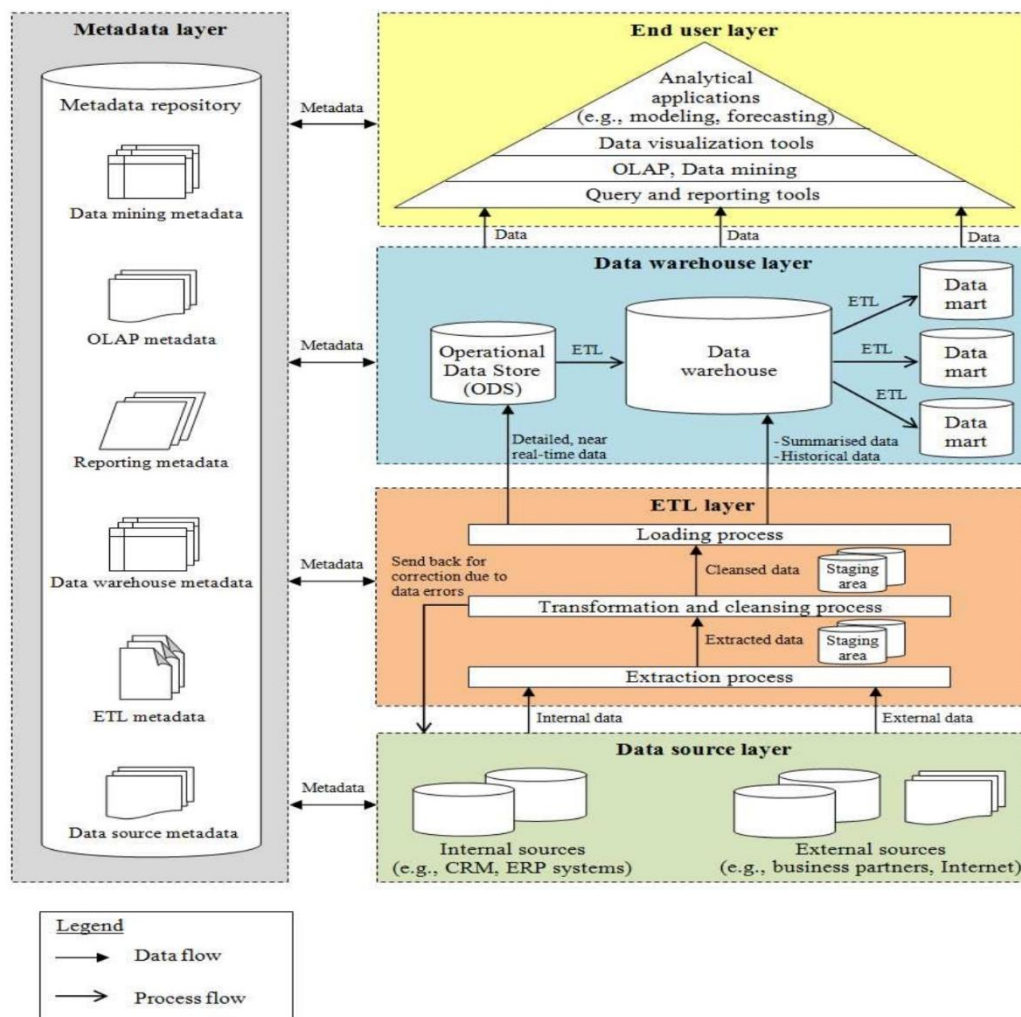 Metadata layer
Metadata repository
Data mining metadata
OLAP metadata
Reporting metadata
Data warehouse metadata
ETL metadata
Data source metadata
Metadata
Metadata
Metadata
Metadata
End user layer
Analytical
applications
(e.g., modeling, forecasting)
Data visualization tools
OLAP, Data mining
Query and reporting tools
Data
Data
Data
Data warehouse layer
Operational
Data Store
(ODS)
ETL
Data
warehouse
ETL
ETL
ETL
Data
mart
Data
mart
Data
mart
Detailed, near
real-time data
-Summarised data
-Historical data
ETL layer
Loading process
Send back for
correction due to
data errors
Cleansed data
Staging
area
Transformation and cleansing process
Extracted data
Staging
area
Extraction process
Internal data
External data
Data source layer
Internal sources
(e.g., CRM, ERP systems)
External sources
(e.g., business partners, Internet)
Legend
Data flow
Process flow